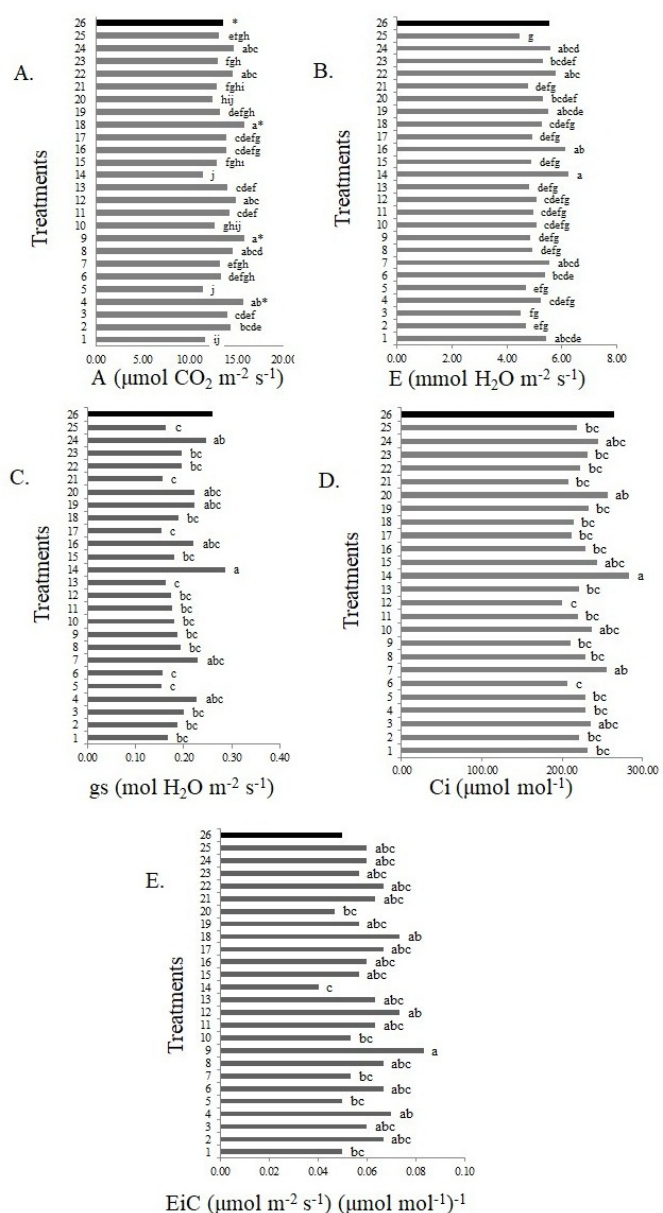 A.
Treatments
26 *
25 efgh
24 abc
23 fgh
22 abc
21 fghi
20 hij
19 defgh
18 a*
17 cdefg
16 cdefg
15 fghi
14 j
13 cdef
12 abc
11 cdef
10 ghij
9 a*
8 abcd
7 efgh
6 defgh
5 j
4 ab*
3 cdef
2 bcde
1 ij
0.00 5.00 10.00 15.00 20.00
A (μmol CO2 m-2 s-1)
B.
Treatments
26
25 g
24 abcd
23 bcdef
22 abc
21 defg
20 bcdef
19 abcde
18 cdefg
17 defg
16 ab
15 defg
14 a
13 defg
12 cdefg
11 cdefg
10 cdefg
9 defg
8 defg
7 abcd
6 bcde
5 efg
4 cdefg
3 fg
2 efg
1 abcde
0.00 2.00 4.00 6.00 8.00
E (mmol H2O m-2 s-1)
C.
Treatments
26
25 c
24 ab
23 bc
22 bc
21 c
20 abc
19 abc
18 bc
17 c
16 abc
15 bc
14 a
13 c
12 bc
11 bc
10 bc
9 bc
8 bc
7 abc
6 c
5 c
4 abc
3 bc
2 bc
1 bc
0.00 0.10 0.20 0.30 0.40
gs (mol H2O m-2 s-1)
D.
Treatments
26
25 bc
24 abc
23 bc
22 bc
21 bc
20 ab
19 bc
18 bc
17 bc
16 bc
15 abc
14 a
13 bc
12 c
11 bc
10 abc
9 bc
8 bc
7 ab
6 c
5 bc
4 bc
3 abc
2 bc
1 bc
0.00 100.00 200.00 300.00
Ci (μmol mol-1)
E.
Treatments
26
25 abc
24 abc
23 abc
22 abc
21 abc
20 bc
19 abc
18 ab
17 abc
16 abc
15 abc
14 c
13 abc
12 ab
11 abc
10 bc
9 a
8 abc
7 bc
6 abc
5 bc
4 ab
3 abc
2 abc
1 bc
0.00 0.02 0.04 0.06 0.08 0.10
EiC (μmol m-2 s-1) (μmol mol-1)-1